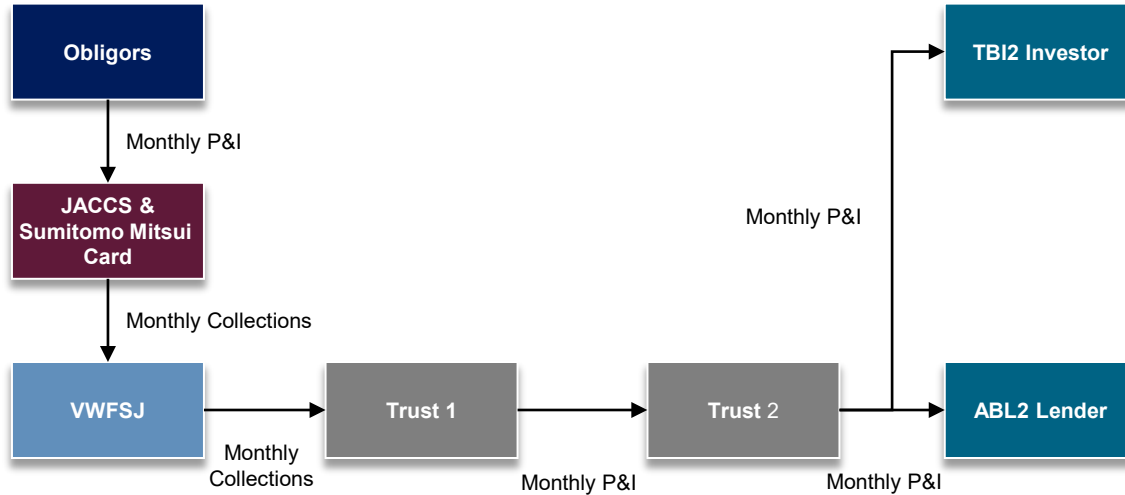 Obligors
TBI2 Investor
Monthly P&I
JACCS &
Sumitomo Mitsui
Card
Monthly P&I
Monthly Collections
VWFSJ
Trust 1
Trust 2
ABL2 Lender
Monthly
Collections
Monthly P&I
Monthly P&I